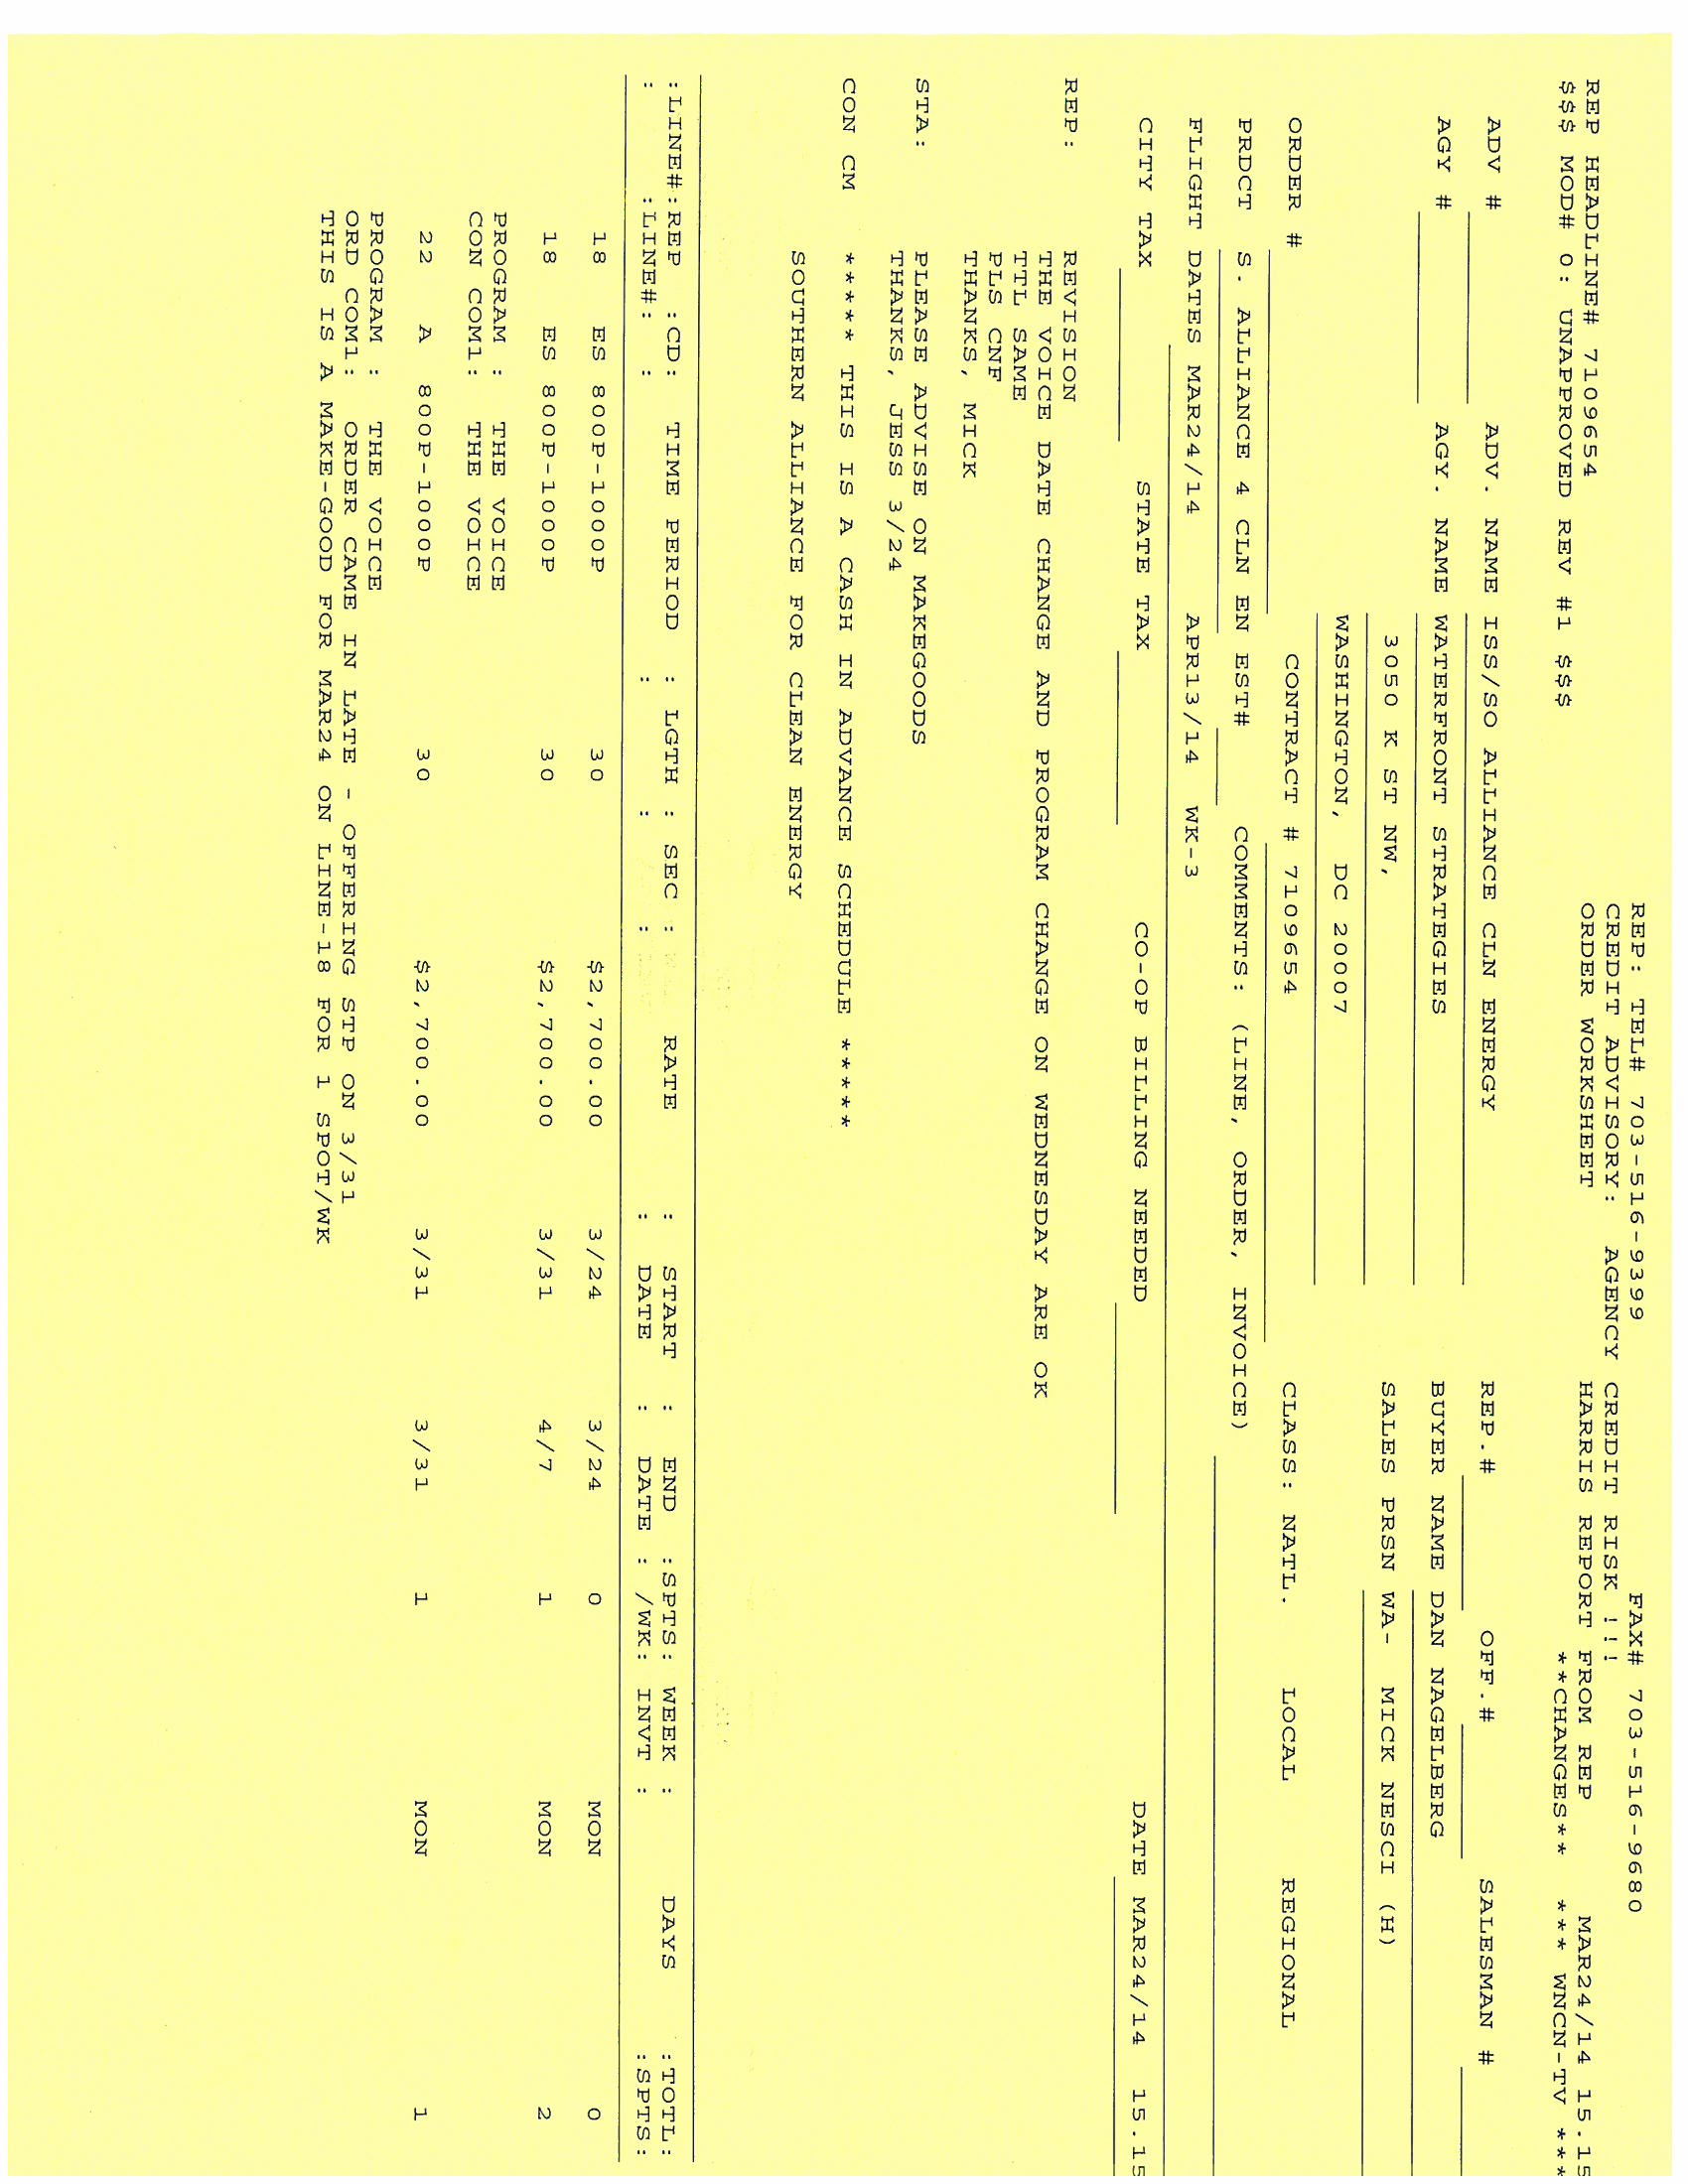 REP: TEL# 703-516-9399 FAX# 703-516-9680
CREDIT ADVISORY: AGENCY CREDIT RISK !!!
REP HEADLINE# 7109654 ORDER WORKSHEET HARRIS REPORT FROM REP MAR24/14 15.15
$$$ MOD# 0: UNAPPROVED REV #1 $$$ **CHANGES** *** WNCN-TV ***
ADV # ADV. NAME ISS/SO ALLIANCE CLN ENERGY REP.# OFF.# SALESMAN #
AGY # AGY. NAME WATERFRONT STRATEGIES BUYER NAME DAN NAGELBERG
3050 K ST NW, SALES PRSN WA- MICK NESCI (H)
WASHINGTON, DC 20007
ORDER # CONTRACT # 7109654 CLASS: NATL. LOCAL REGIONAL
PRDCT S. ALLIANCE 4 CLN EN EST# COMMENTS: (LINE, ORDER, INVOICE)
FLIGHT DATES MAR24/14 APR13/14 WK-3
CITY TAX STATE TAX CO-OP BILLING NEEDED DATE MAR24/14 15.15
REP: REVISION
THE VOICE DATE CHANGE AND PROGRAM CHANGE ON WEDNESDAY ARE OK
TTL SAME
PLS CNF
THANKS, MICK
STA: PLEASE ADVISE ON MAKEGOODS
THANKS, JESS 3/24
CON CM ***** THIS IS A CASH IN ADVANCE SCHEDULE *****
SOUTHERN ALLIANCE FOR CLEAN ENERGY
:LINE#:REP :CD: TIME PERIOD : LGTH : SEC : RATE : START : END :SPTS: WEEK : DAYS :TOTL:
: :LINE#: : : : : : DATE : DATE : /WK: INVT : :SPTS:
18 ES 800P-1000P 30 $2,700.00 3/24 3/24 0 MON 0
18 ES 800P-1000P 30 $2,700.00 3/31 4/7 1 MON 2
PROGRAM : THE VOICE
CON COM1: THE VOICE
22 A 800P-1000P 30 $2,700.00 3/31 3/31 1 MON 1
PROGRAM : THE VOICE
ORD COM1: ORDER CAME IN LATE - OFFERING STP ON 3/31
THIS IS A MAKE-GOOD FOR MAR24 ON LINE-18 FOR 1 SPOT/WK